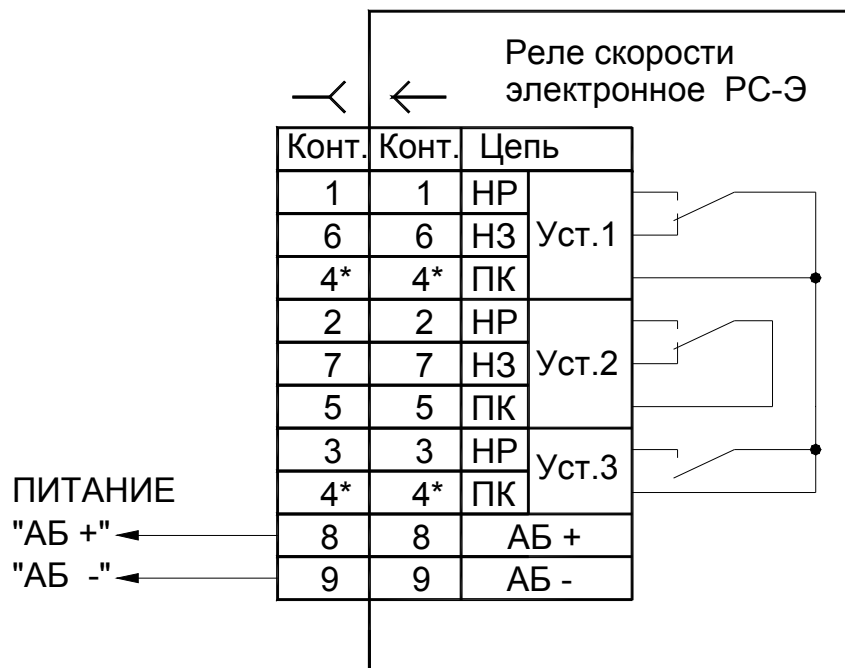 Реле скорости
электронное РС-Э
Конт. Конт. Цепь
1 1 НР
6 6 НЗ Уст.1
4* 4* ПК
2 2 НР
7 7 НЗ Уст.2
5 5 ПК
3 3 НР Уст.3
4* 4* ПК
ПИТАНИЕ
"АБ +" 8 8 АБ +
"АБ -" 9 9 АБ -